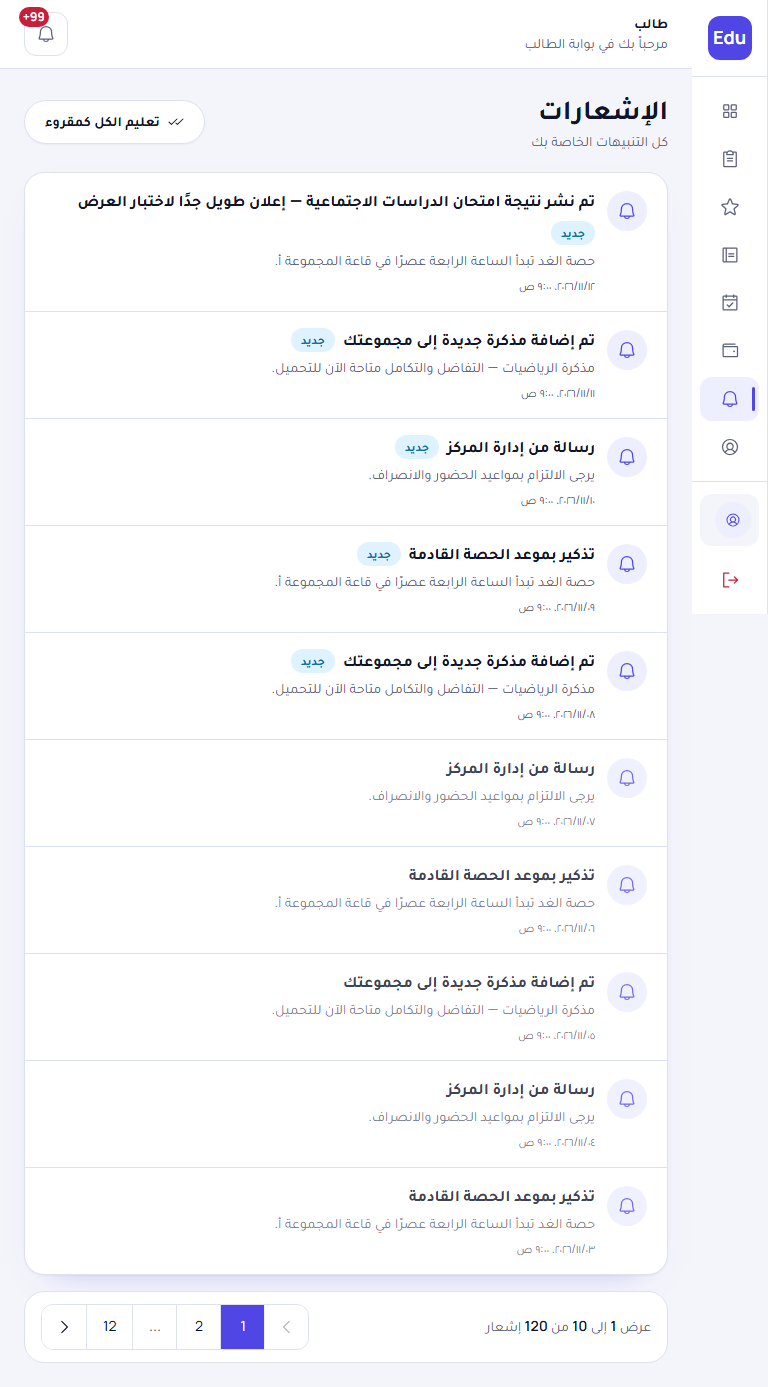 Edu
طالب
مرحباً بك في بوابة الطالب
+99
الإشعارات
كل التنبيهات الخاصة بك
تعليم الكل كمقروء
تم نشر نتيجة امتحان الدراسات الاجتماعية — إعلان طويل جدًا لاختبار العرض
جديد
حصة الغد تبدأ الساعة الرابعة عصرًا في قاعة المجموعة أ.
٢٠٢٦/١١/١٢، ٩:٠٠ ص
تم إضافة مذكرة جديدة إلى مجموعتك جديد
مذكرة الرياضيات — التفاضل والتكامل متاحة الآن للتحميل.
٢٠٢٦/١١/١١، ٩:٠٠ ص
رسالة من إدارة المركز جديد
يرجى الالتزام بمواعيد الحضور والانصراف.
٢٠٢٦/١١/١٠، ٩:٠٠ ص
تذكير بموعد الحصة القادمة جديد
حصة الغد تبدأ الساعة الرابعة عصرًا في قاعة المجموعة أ.
٢٠٢٦/١١/٠٩، ٩:٠٠ ص
تم إضافة مذكرة جديدة إلى مجموعتك جديد
مذكرة الرياضيات — التفاضل والتكامل متاحة الآن للتحميل.
٢٠٢٦/١١/٠٨، ٩:٠٠ ص
رسالة من إدارة المركز
يرجى الالتزام بمواعيد الحضور والانصراف.
٢٠٢٦/١١/٠٧، ٩:٠٠ ص
تذكير بموعد الحصة القادمة
حصة الغد تبدأ الساعة الرابعة عصرًا في قاعة المجموعة أ.
٢٠٢٦/١١/٠٦، ٩:٠٠ ص
تم إضافة مذكرة جديدة إلى مجموعتك
مذكرة الرياضيات — التفاضل والتكامل متاحة الآن للتحميل.
٢٠٢٦/١١/٠٥، ٩:٠٠ ص
رسالة من إدارة المركز
يرجى الالتزام بمواعيد الحضور والانصراف.
٢٠٢٦/١١/٠٤، ٩:٠٠ ص
تذكير بموعد الحصة القادمة
حصة الغد تبدأ الساعة الرابعة عصرًا في قاعة المجموعة أ.
٢٠٢٦/١١/٠٣، ٩:٠٠ ص
عرض 1 إلى 10 من 120 إشعار
1 2 ... 12